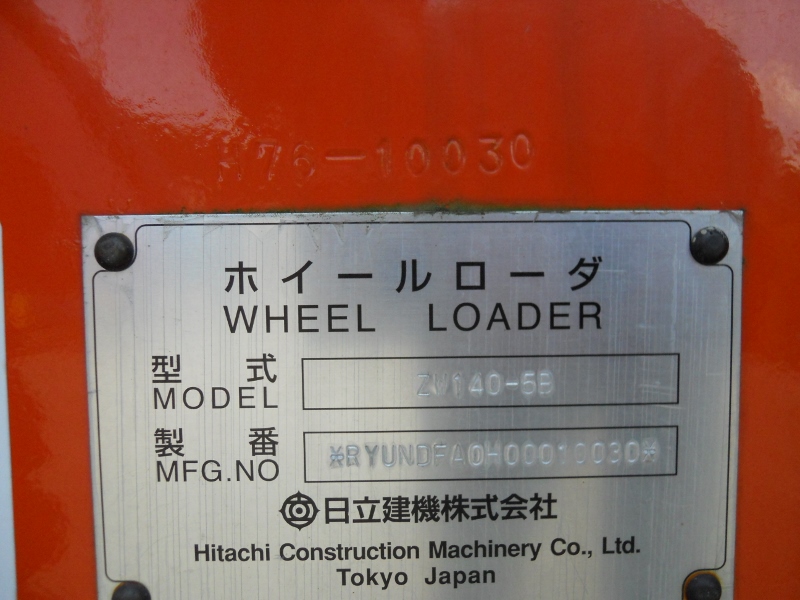 H76-10030
ホイールローダ
WHEEL LOADER
型式 ZW140-5B
MODEL
製番 *RYUNDFA0H00010030*
MFG.NO
日立建機株式会社
Hitachi Construction Machinery Co., Ltd.
Tokyo Japan